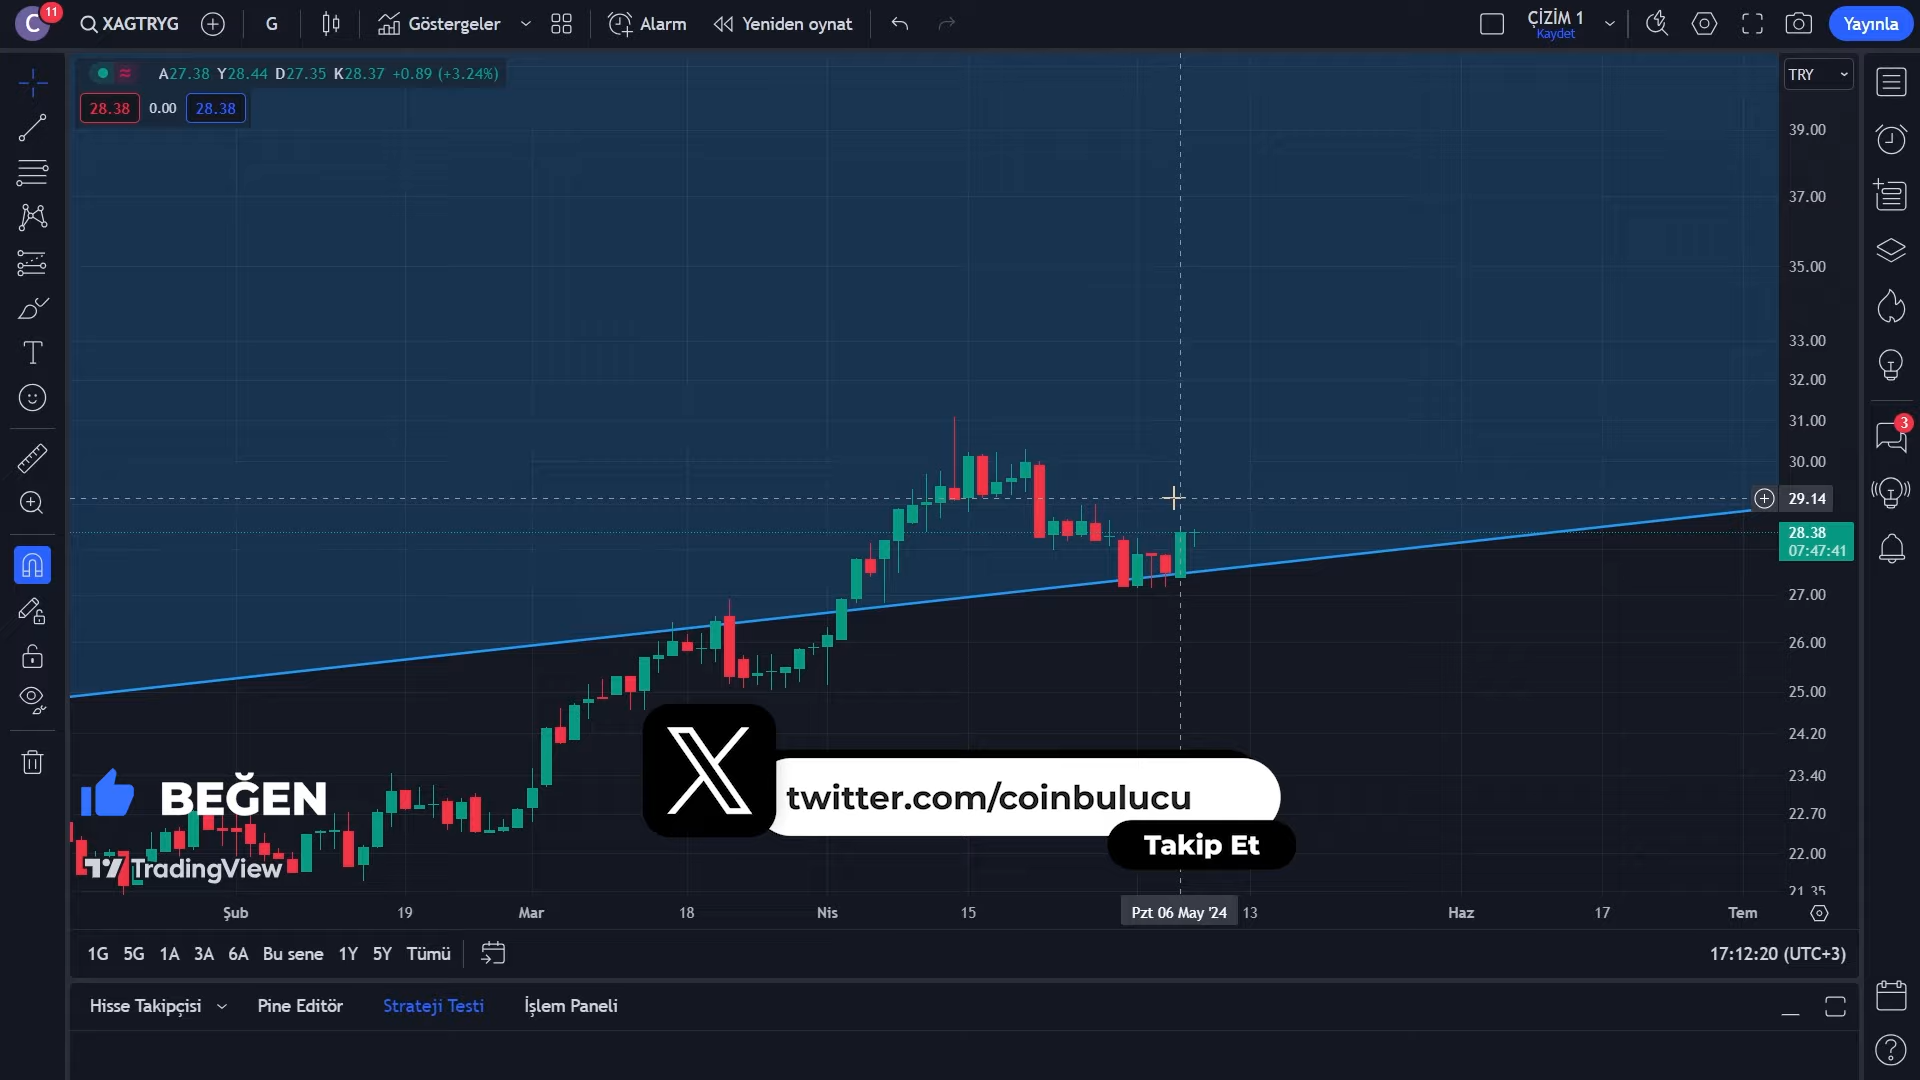 C
11
XAGTRYG
G
Göstergeler
Alarm
Yeniden oynat
ÇİZİM 1
Kaydet
Yayınla
A27.38 Y28.44 D27.35 K28.37 +0.89 (+3.24%)
28.38 0.00 28.38
TRY
39.00
37.00
35.00
33.00
32.00
31.00
30.00
29.14
28.38
07:47:41
27.00
26.00
25.00
24.20
23.40
22.70
22.00
21.35
3
BEĞEN
TradingView
twitter.com/coinbulucu
Takip Et
Şub 19 Mar 18 Nis 15 Pzt 06 May '24 13 Haz 17 Tem
1G 5G 1A 3A 6A Bu sene 1Y 5Y Tümü
17:12:20 (UTC+3)
Hisse Takipçisi Pine Editör Strateji Testi İşlem Paneli